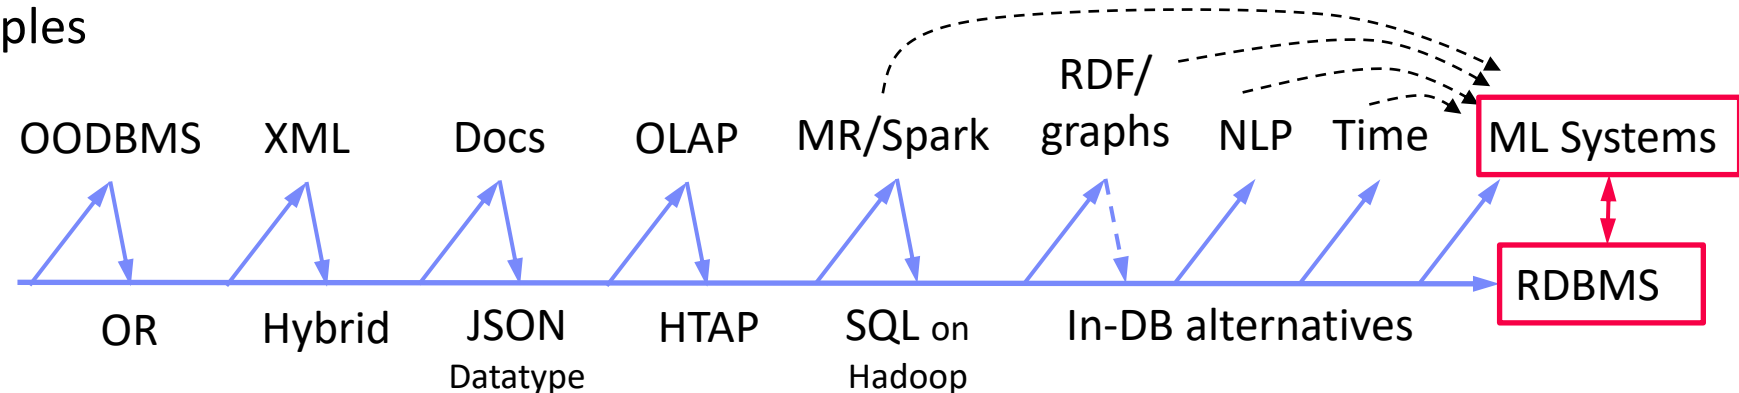 ples
RDF/
OODBMS XML Docs OLAP MR/Spark graphs NLP Time ML Systems
RDBMS
OR Hybrid JSON HTAP SQL on In-DB alternatives
Datatype Hadoop